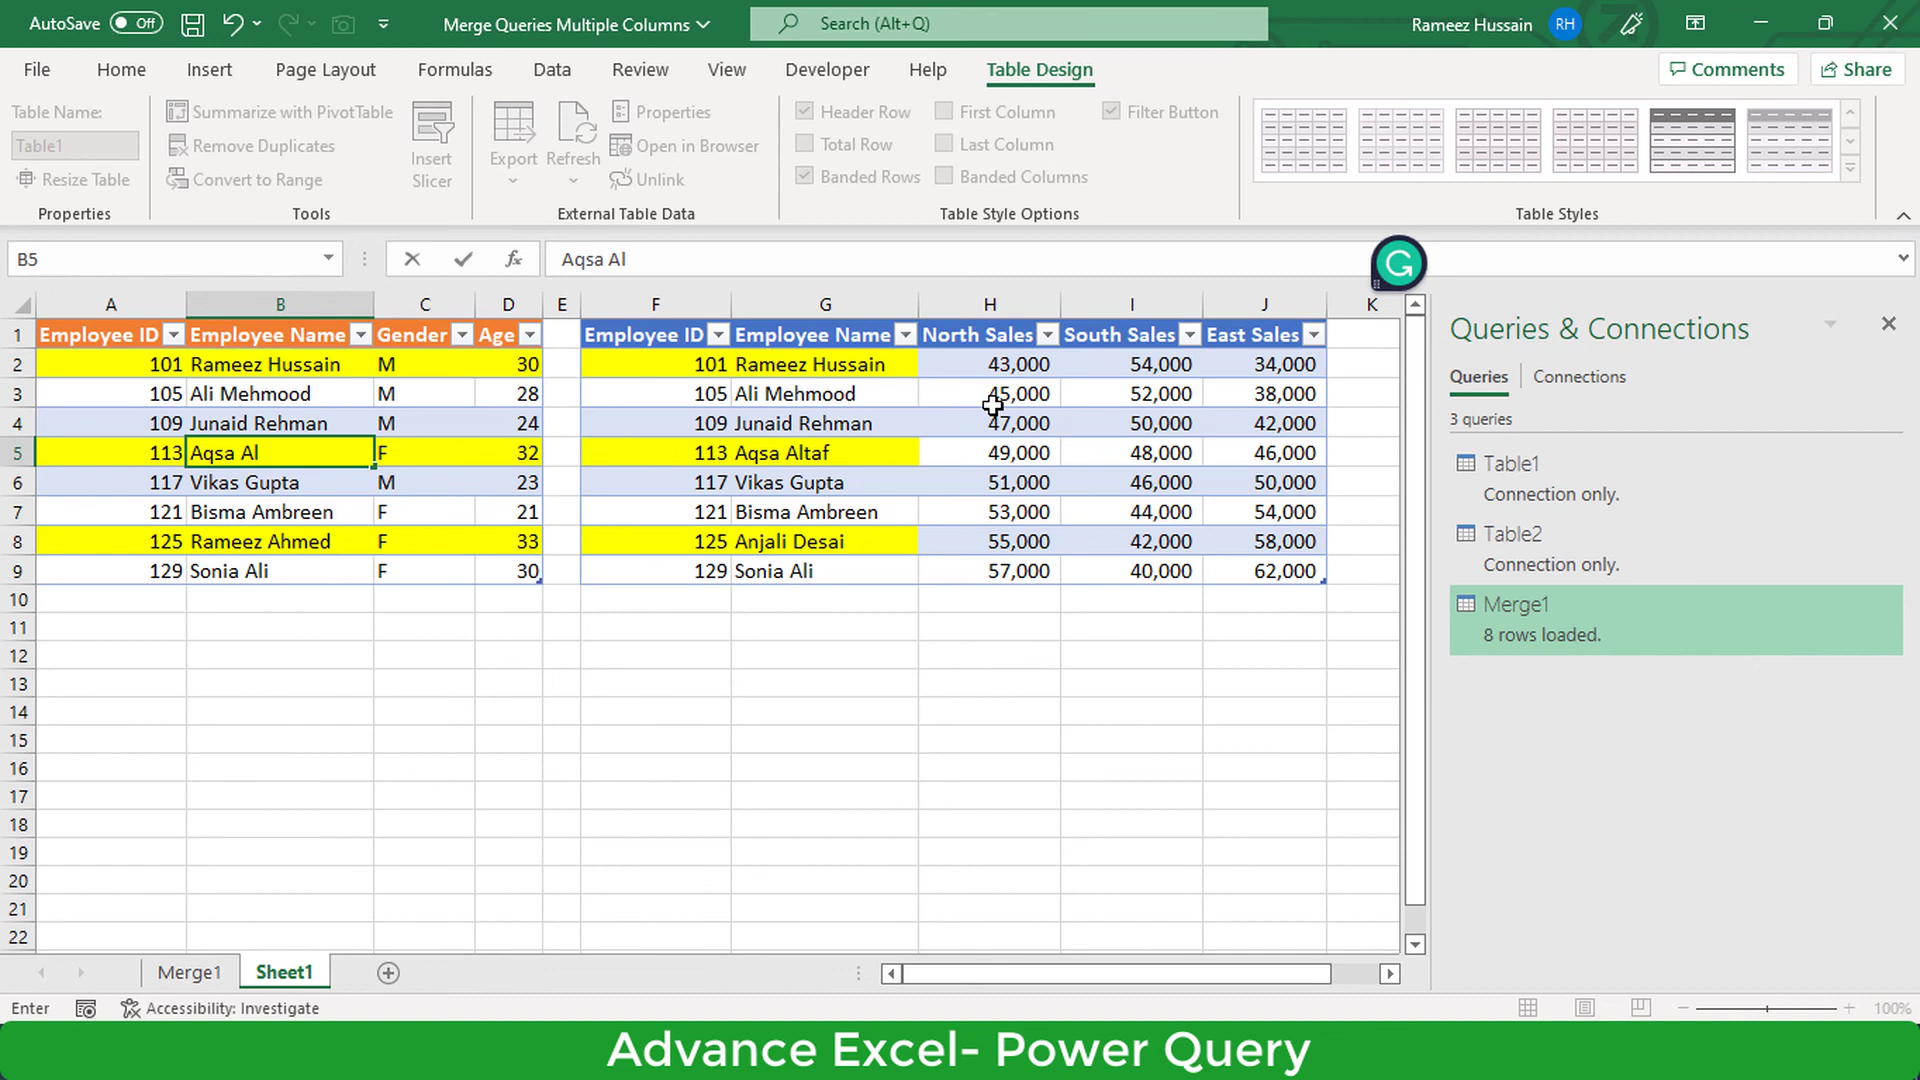 AutoSave Off
Merge Queries Multiple Columns
Search (Alt+Q)
Rameez Hussain RH
File Home Insert Page Layout Formulas Data Review View Developer Help Table Design Comments Share
Table Name:
Table1
Resize Table
Properties
Summarize with PivotTable
Remove Duplicates
Convert to Range
Tools
Insert
Slicer
Export
Refresh
Properties
Open in Browser
Unlink
External Table Data
Header Row First Column Filter Button
Total Row Last Column
Banded Rows Banded Columns
Table Style Options
Table Styles
B5 fx Aqsa Al
G
A B C D E F G H I J K
1 Employee ID Employee Name Gender Age Employee ID Employee Name North Sales South Sales East Sales
2 101 Rameez Hussain M 30 101 Rameez Hussain 43,000 54,000 34,000
3 105 Ali Mehmood M 28 105 Ali Mehmood 45,000 52,000 38,000
4 109 Junaid Rehman M 24 109 Junaid Rehman 47,000 50,000 42,000
5 113 Aqsa Al F 32 113 Aqsa Altaf 49,000 48,000 46,000
6 117 Vikas Gupta M 23 117 Vikas Gupta 51,000 46,000 50,000
7 121 Bisma Ambreen F 21 121 Bisma Ambreen 53,000 44,000 54,000
8 125 Rameez Ahmed F 33 125 Anjali Desai 55,000 42,000 58,000
9 129 Sonia Ali F 30 129 Sonia Ali 57,000 40,000 62,000
10
11
12
13
14
15
16
17
18
19
20
21
22
Queries & Connections
Queries Connections
3 queries
Table1
Connection only.
Table2
Connection only.
Merge1
8 rows loaded.
Merge1 Sheet1
Enter Accessibility: Investigate 100%
Advance Excel- Power Query